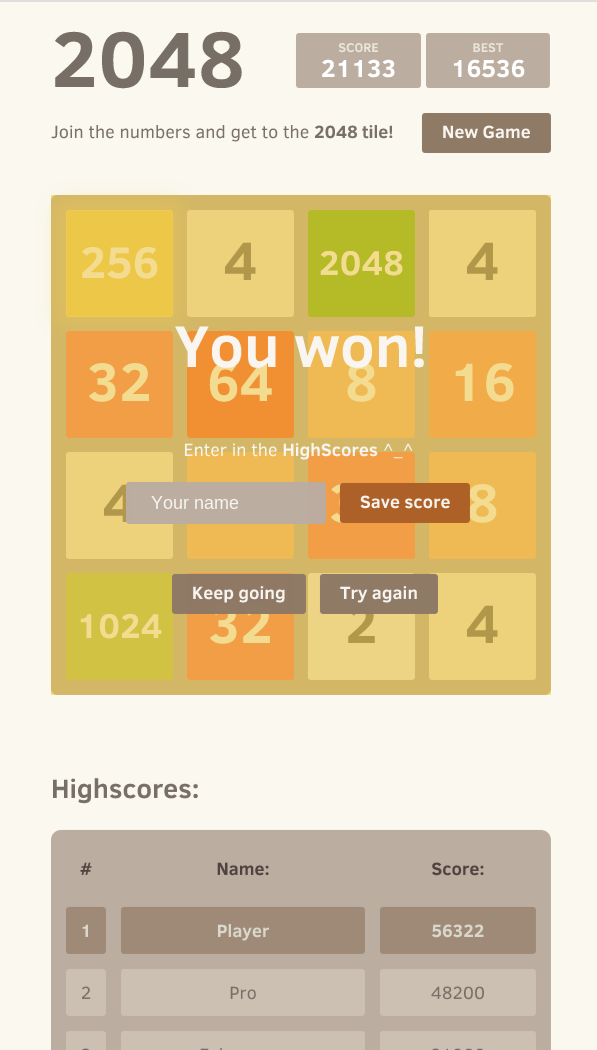 2048
SCORE
21133
BEST
16536
Join the numbers and get to the 2048 tile!
New Game
256 4 2048 4
You won!
32 64 8 16
Enter in the HighScores ^_^
4 8
Your name
Save score
Keep going
Try again
1024 32 2 4
Highscores:
# Name: Score:
1 Player 56322
2 Pro 48200